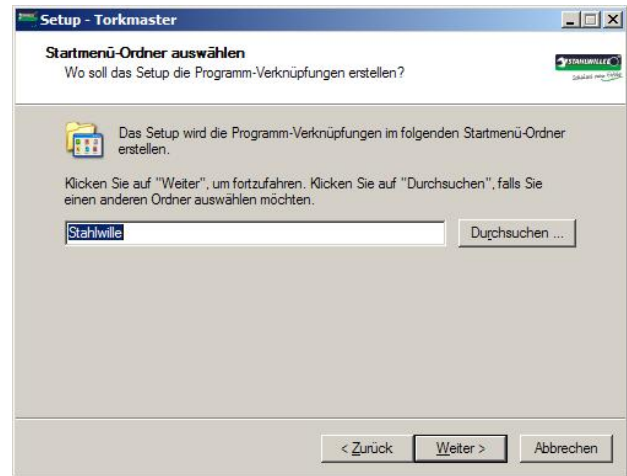 Setup - Torkmaster
Startmenü-Ordner auswählen
Wo soll das Setup die Programm-Verknüpfungen erstellen?
STAHLWILLE
Das Setup wird die Programm-Verknüpfungen im folgenden Startmenü-Ordner
erstellen.
Klicken Sie auf "Weiter", um fortzufahren. Klicken Sie auf "Durchsuchen", falls Sie
einen anderen Ordner auswählen möchten.
Stahlwille
Durchsuchen ...
< Zurück
Weiter >
Abbrechen